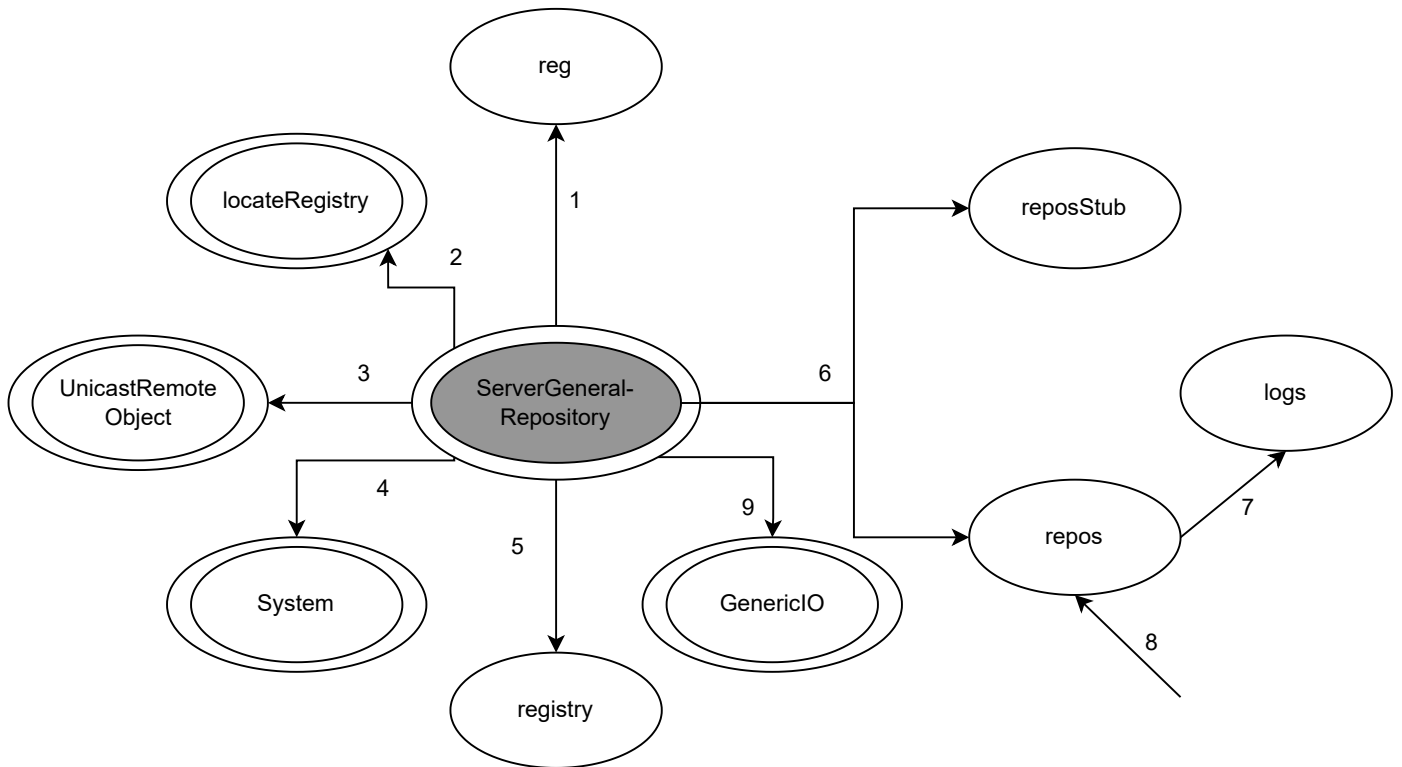 reg
locateRegistry
1
reposStub
2
UnicastRemote
Object
3
ServerGeneral-
Repository
6
logs
4
9
7
5
repos
System
GenericIO
8
registry